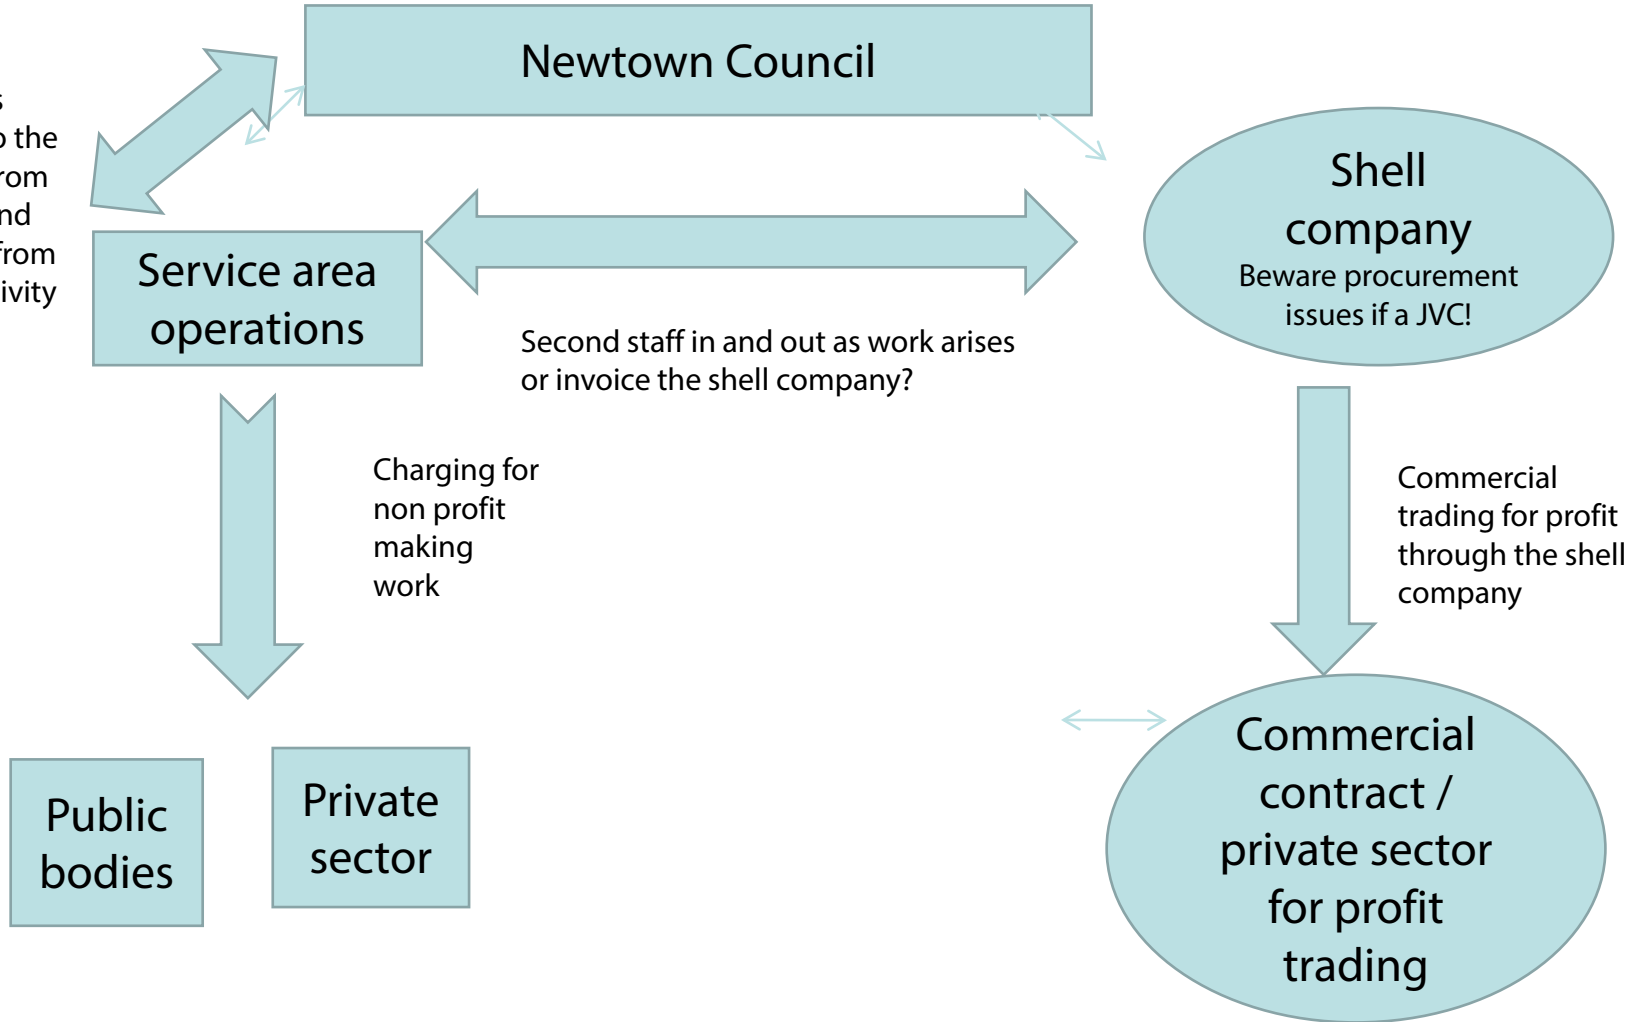 Newtown Council
the
rom
nd
from
ivity
Service area
operations
Shell
company
Beware procurement
issues if a JVC!
Second staff in and out as work arises
or invoice the shell company?
Charging for
non profit
making
work
Commercial
trading for profit
through the shell
company
Public
bodies
Private
sector
Commercial
contract /
private sector
for profit
trading